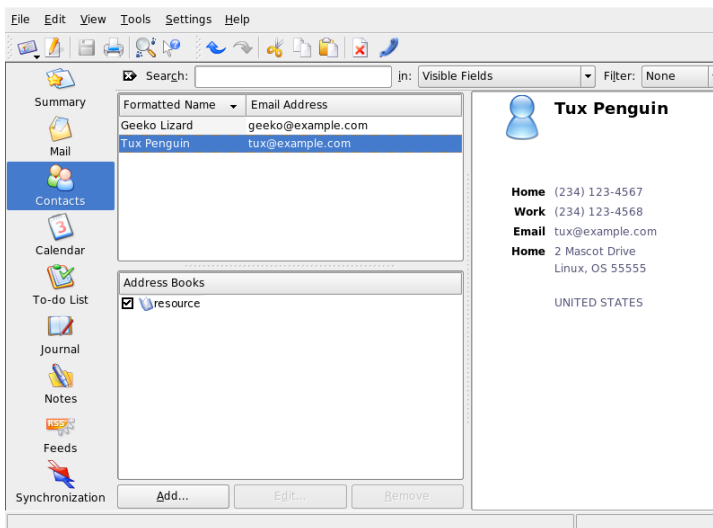 File Edit View Tools Settings Help
Search: in: Visible Fields Filter: None
Summary
Mail
Contacts
3
Calendar
To-do List
Journal
Notes
RSS
Feeds
Synchronization
Formatted Name Email Address
Geeko Lizard geeko@example.com
Tux Penguin tux@example.com
Address Books
resource
Add... Edit... Remove
Tux Penguin
Home (234) 123-4567
Work (234) 123-4568
Email tux@example.com
Home 2 Mascot Drive
Linux, OS 55555
UNITED STATES